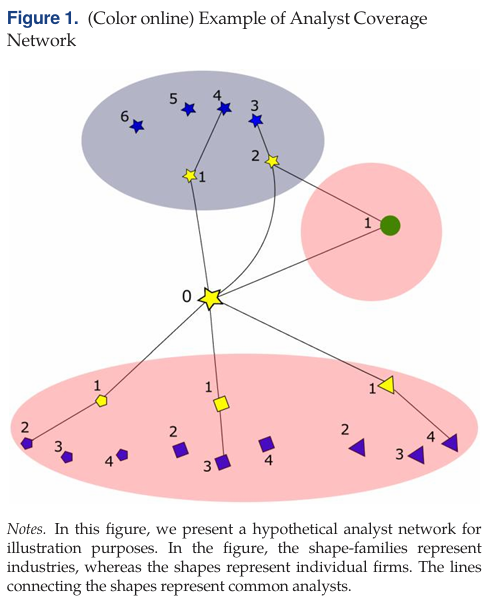 Figure 1. (Color online) Example of Analyst Coverage
Network
5 4 3
6
2
1
1
0
1 1 1
2 2 2 4
3 4 3 4 3
Notes. In this figure, we present a hypothetical analyst network for
illustration purposes. In the figure, the shape-families represent
industries, whereas the shapes represent individual firms. The lines
connecting the shapes represent common analysts.